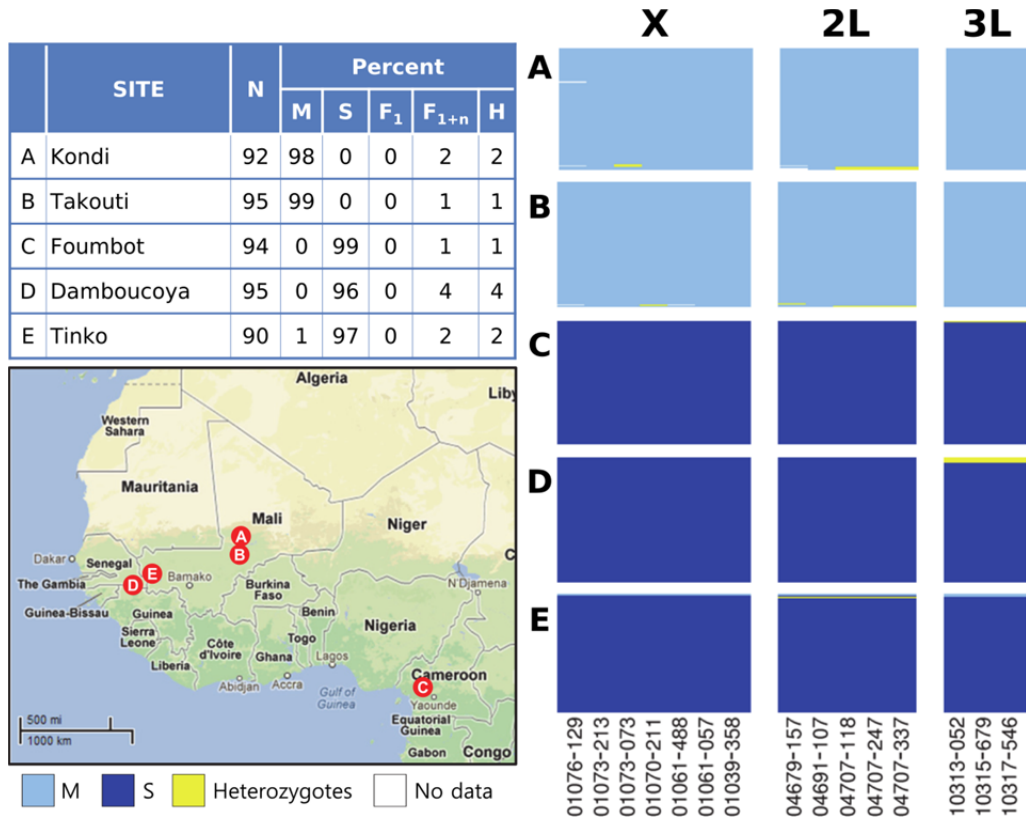 SITE N Percent
M S F1 F1+n H
A Kondi 92 98 0 0 2 2
B Takouti 95 99 0 0 1 1
C Foumbot 94 0 99 0 1 1
D Damboucoya 95 0 96 0 4 4
E Tinko 90 1 97 0 2 2
Algeria
Liby
Western
Sahara
Mauritania
Mali
Niger
A
B
C
Dakar
Senegal
E
The Gambia
D
Bamako
Burkina
Faso
N'Djamena
Guinea-Bissau
Guinea
Benin
Nigeria
Sierra
Leone
Côte
d'Ivoire
Togo
Ghana
Liberia
Lagos
Abidjan
Accra
Cameroon
C
Gulf of
Guinea
Yaounde
Equatorial
Guinea
Gabon
Congo
500 mi
1000 km
M S Heterozygotes No data
X 2L 3L
A
B
C
D
E
01076-129
01073-213
01073-073
01070-211
01061-488
01061-057
01039-358
04679-157
04691-107
04707-118
04707-247
04707-337
10313-052
10315-679
10317-546